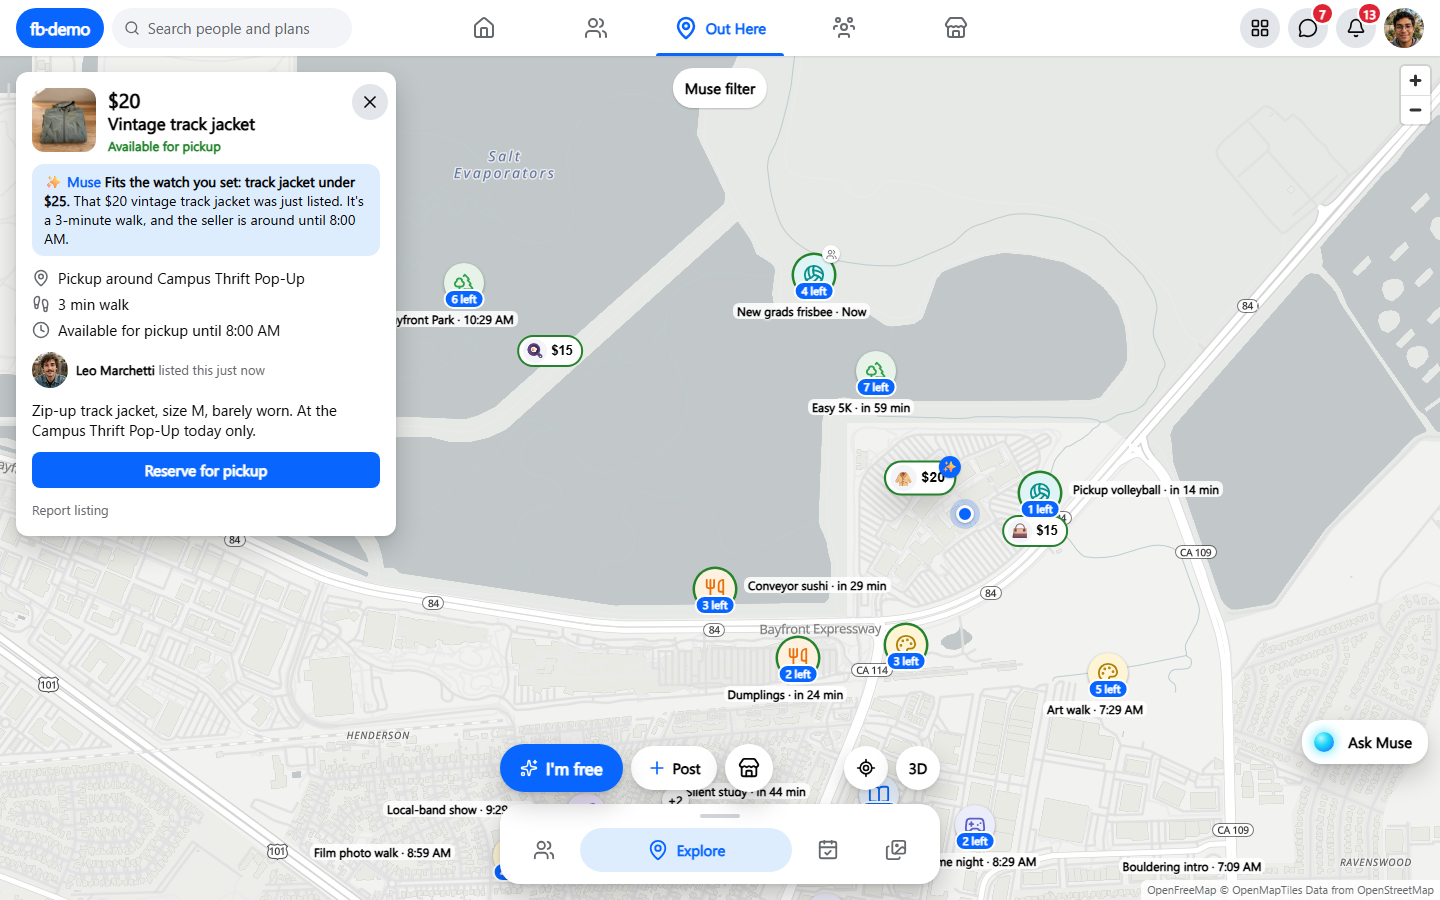 fb-demo
Search people and plans
Out Here
7
13
Muse filter
$20
Vintage track jacket
Available for pickup
✨ Muse Fits the watch you set: track jacket under
$25. That $20 vintage track jacket was just listed. It's
a 3-minute walk, and the seller is around until 8:00
AM.
Pickup around Campus Thrift Pop-Up
3 min walk
Available for pickup until 8:00 AM
Leo Marchetti listed this just now
Zip-up track jacket, size M, barely worn. At the
Campus Thrift Pop-Up today only.
Reserve for pickup
Report listing
Salt
Evaporators
6 left
yfront Park · 10:29 AM
$15
4 left
New grads frisbee · Now
84
7 left
Easy 5K · in 59 min
$20
1 left
Pickup volleyball · in 14 min
$15
CA 109
84
84
84
84
3 left
Conveyor sushi · in 29 min
Bayfront Expressway
2 left
Dumplings · in 24 min
3 left
CA 114
5 left
Art walk · 7:29 AM
101
HENDERSON
Ask Muse
I'm free
Post
3D
Silent study · in 44 min
+2
Local-band show · 9:29
Film photo walk · 8:59 AM
101
Explore
2 left
me night · 8:29 AM
CA 109
Bouldering intro · 7:09 AM
RAVENSWOOD
OpenFreeMap © OpenMapTiles Data from OpenStreetMap